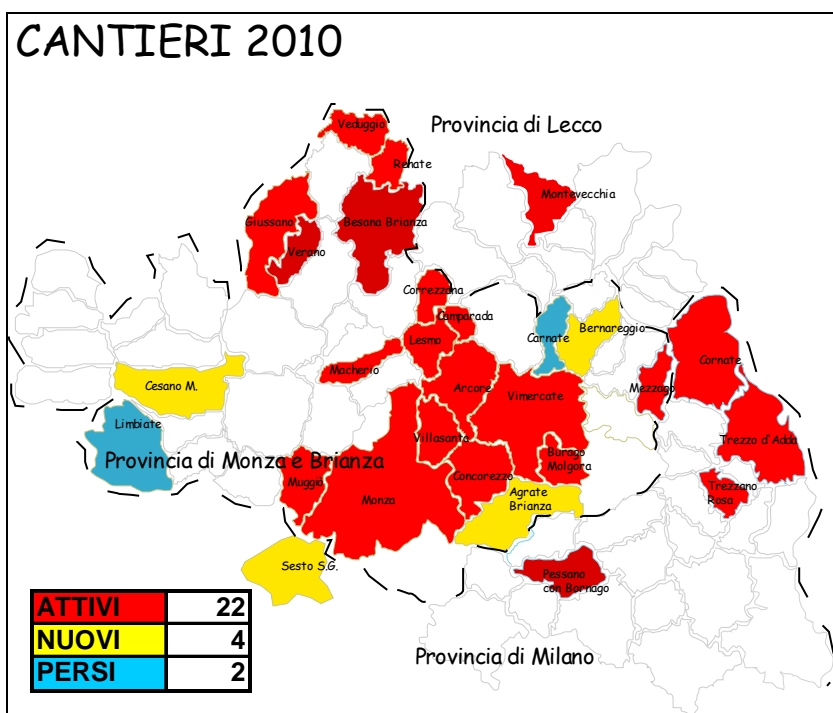 CANTIERI 2010
Veduggio
Provincia di Lecco
Renate
Montevecchia
Giussano
Besana Brianza
Verano
Correzzana
Camparada
Carnate
Bernareggio
Lesmo
Cornate
Macherio
Mezzago
Cesano M.
Arcore
Vimercate
Limbiate
Villasanta
Trezzo d'Adda
Provincia di Monza e Brianza
Burago
Molgora
Muggiò
Concorezzo
Trezzano
Rosa
Monza
Agrate
Brianza
Sesto S.G.
Pessano
con Bornago
ATTIVI 22
NUOVI 4
PERSI 2
Provincia di Milano